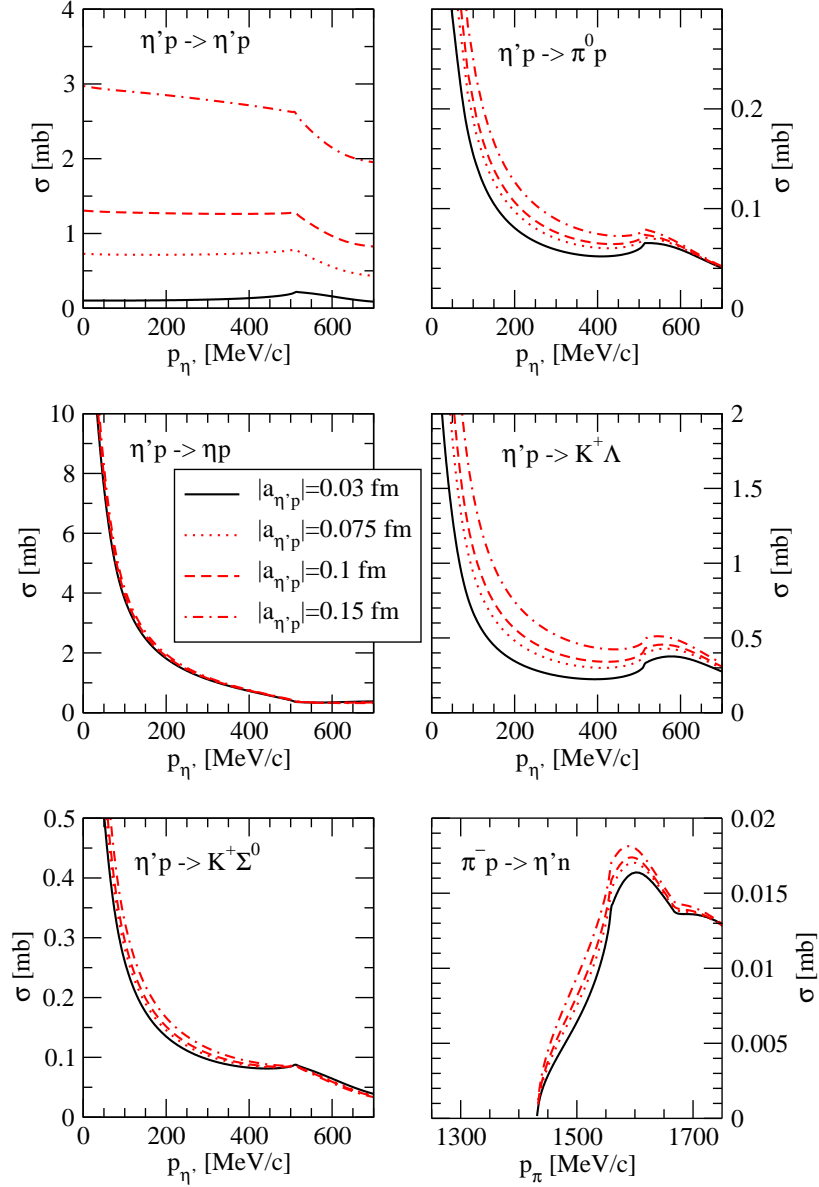 η’p -> η’p
4
3
2
1
0
σ [mb]
0 200 400 600
p_η’ [MeV/c]
η’p -> π⁰p
0.2
0.1
0
σ [mb]
0 200 400 600
p_η’ [MeV/c]
η’p -> ηp
10
8
6
4
2
0
σ [mb]
0 200 400 600
p_η’ [MeV/c]
|a_η’p|=0.03 fm
|a_η’p|=0.075 fm
|a_η’p|=0.1 fm
|a_η’p|=0.15 fm
η’p -> K⁺Λ
2
1.5
1
0.5
0
σ [mb]
0 200 400 600
p_η’ [MeV/c]
η’p -> K⁺Σ⁰
0.5
0.4
0.3
0.2
0.1
0
σ [mb]
0 200 400 600
p_η’ [MeV/c]
π⁻p -> η’n
0.02
0.015
0.01
0.005
0
σ [mb]
1300 1500 1700
p_π [MeV/c]